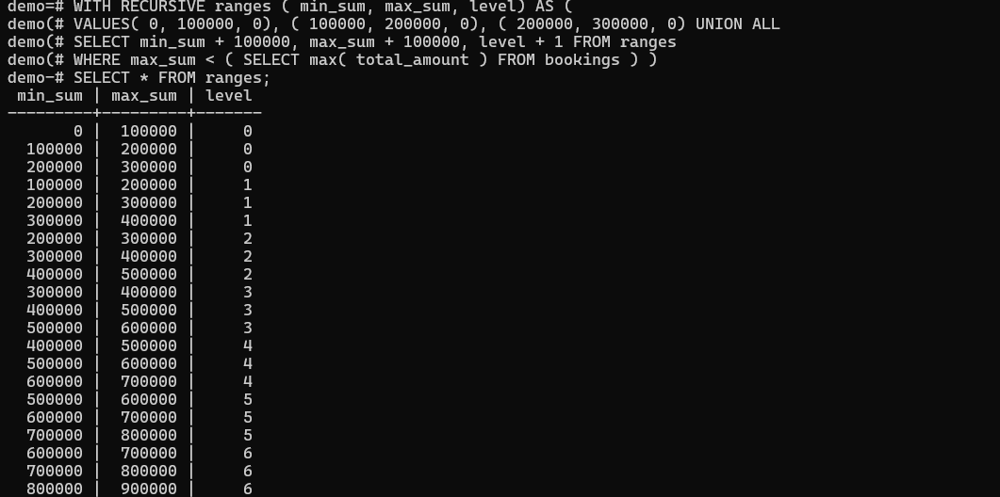 demo=# WITH RECURSIVE ranges ( min_sum, max_sum, level) AS (
demo(# VALUES( 0, 100000, 0), ( 100000, 200000, 0), ( 200000, 300000, 0) UNION ALL
demo(# SELECT min_sum + 100000, max_sum + 100000, level + 1 FROM ranges
demo(# WHERE max_sum < ( SELECT max( total_amount ) FROM bookings ) )
demo-# SELECT * FROM ranges;
 min_sum | max_sum | level
---------+---------+-------
       0 |  100000 |     0
  100000 |  200000 |     0
  200000 |  300000 |     0
  100000 |  200000 |     1
  200000 |  300000 |     1
  300000 |  400000 |     1
  200000 |  300000 |     2
  300000 |  400000 |     2
  400000 |  500000 |     2
  300000 |  400000 |     3
  400000 |  500000 |     3
  500000 |  600000 |     3
  400000 |  500000 |     4
  500000 |  600000 |     4
  600000 |  700000 |     4
  500000 |  600000 |     5
  600000 |  700000 |     5
  700000 |  800000 |     5
  600000 |  700000 |     6
  700000 |  800000 |     6
  800000 |  900000 |     6